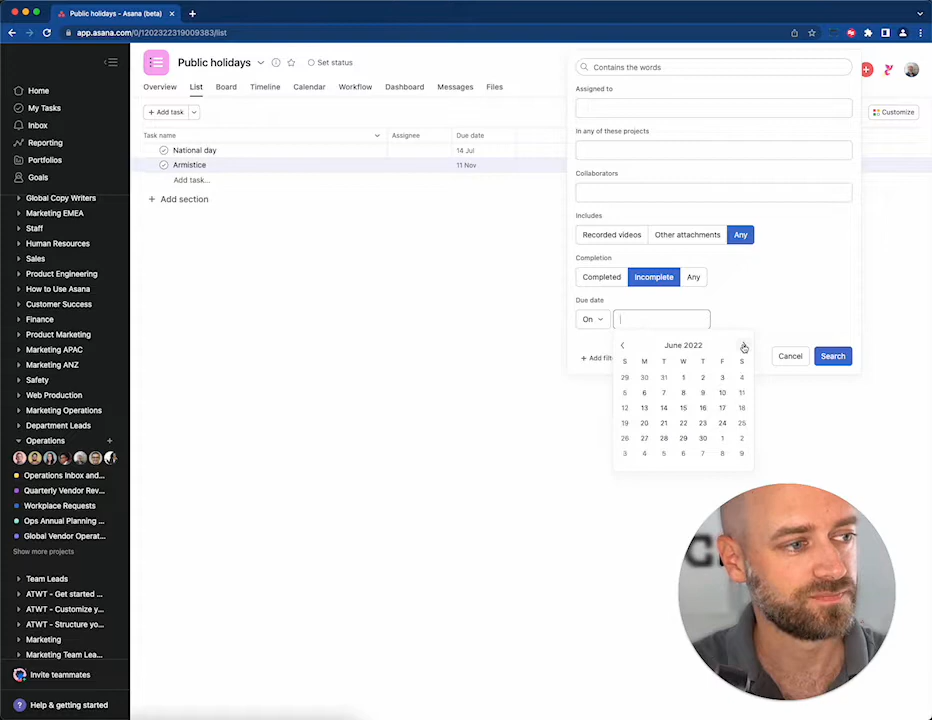 Public holidays - Asana (beta)
app.asana.com/0/1202322319009383/list
Home
My Tasks
Inbox
Reporting
Portfolios
Goals
Global Copy Writers
Marketing EMEA
Staff
Human Resources
Sales
Product Engineering
How to Use Asana
Customer Success
Finance
Product Marketing
Marketing APAC
Marketing ANZ
Safety
Web Production
Marketing Operations
Department Leads
Operations
Operations Inbox and...
Quarterly Vendor Rev...
Workplace Requests
Ops Annual Planning ...
Global Vendor Operat...
Show more projects
Team Leads
ATWT - Get started ...
ATWT - Customize y...
ATWT - Structure yo...
Marketing
Marketing Team Lea...
Invite teammates
? Help & getting started
Public holidays
Set status
Overview List Board Timeline Calendar Workflow Dashboard Messages Files
+ Add task
Customize
Task name Assignee Due date
National day 14 Jul
Armistice 11 Nov
Add task...
+ Add section
Contains the words
Assigned to
In any of these projects
Collaborators
Includes
Recorded videos Other attachments Any
Completion
Completed Incomplete Any
Due date
On
+ Add filt
Cancel Search
June 2022
S M T W T F S
29 30 31 1 2 3 4
5 6 7 8 9 10 11
12 13 14 15 16 17 18
19 20 21 22 23 24 25
26 27 28 29 30 1 2
3 4 5 6 7 8 9